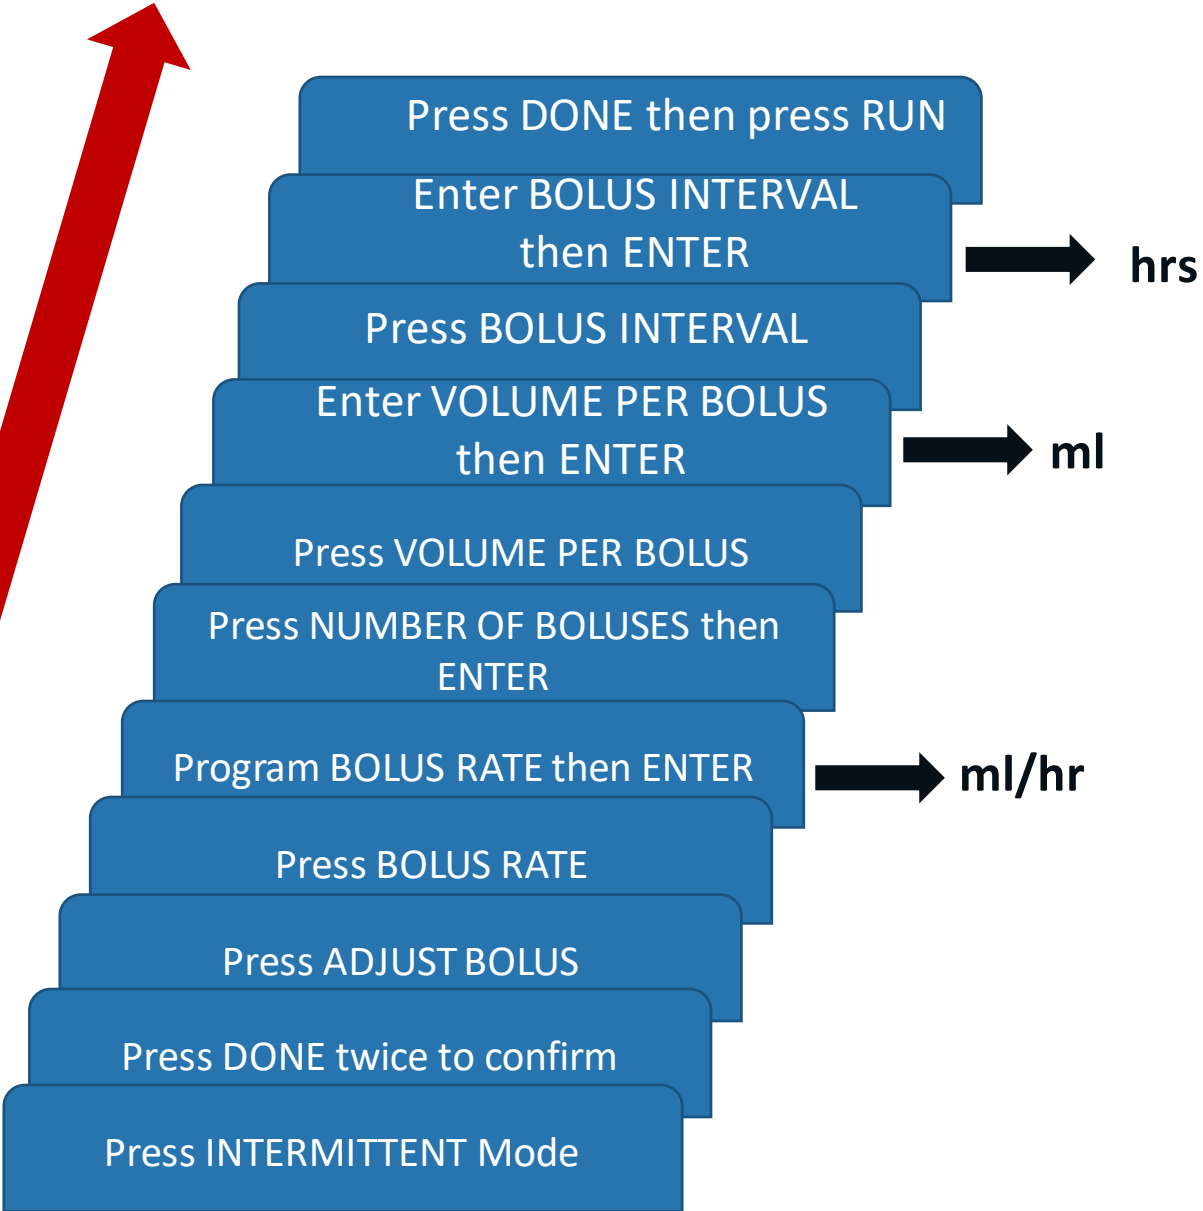 Press DONE then press RUN
Enter BOLUS INTERVAL
then ENTER
hrs
Press BOLUS INTERVAL
Enter VOLUME PER BOLUS
then ENTER
ml
Press VOLUME PER BOLUS
Press NUMBER OF BOLUSES then
ENTER
Program BOLUS RATE then ENTER
ml/hr
Press BOLUS RATE
Press ADJUST BOLUS
Press DONE twice to confirm
Press INTERMITTENT Mode